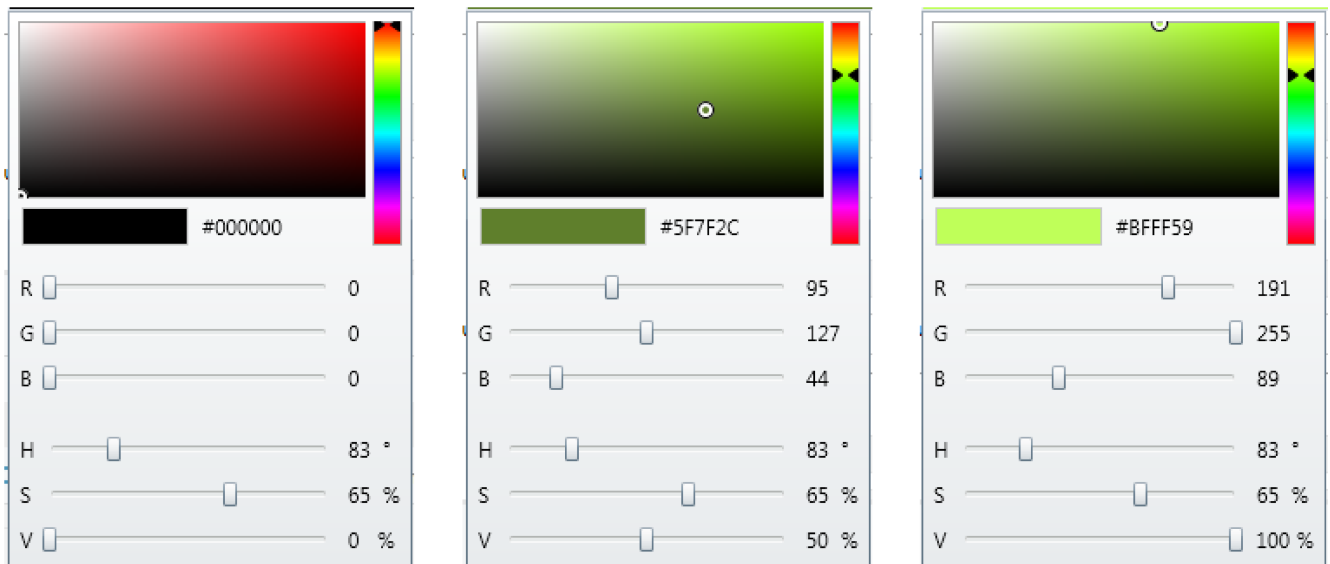 #000000
R 0
G 0
B 0
H 83 °
S 65 %
V 0 %
#5F7F2C
R 95
G 127
B 44
H 83 °
S 65 %
V 50 %
#BFFF59
R 191
G 255
B 89
H 83 °
S 65 %
V 100 %